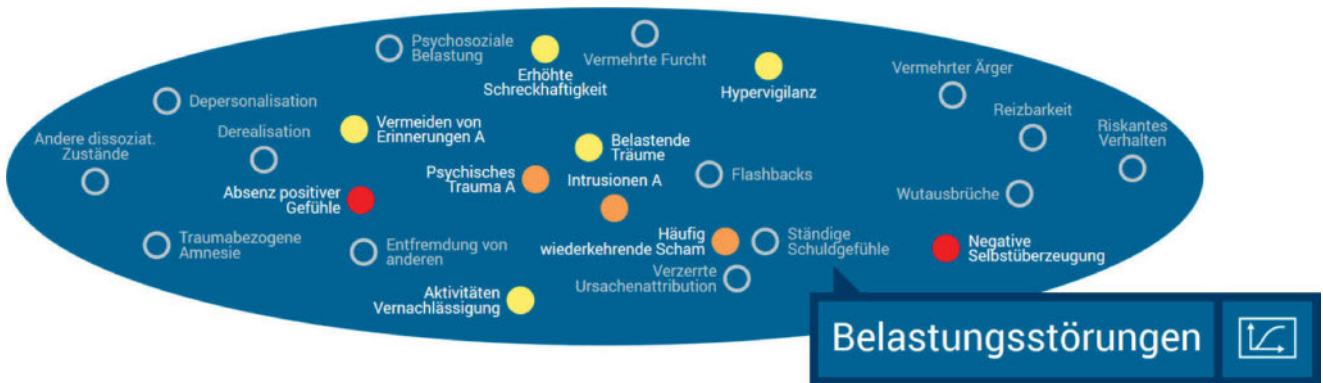 Psychosoziale
Belastung
Erhöhte
Schreckhaftigkeit
Vermehrte Furcht
Hypervigilanz
Vermehrter Ärger
Reizbarkeit
Riskantes
Verhalten
Depersonalisation
Andere dissoziat.
Zustände
Derealisation
Vermeiden von
Erinnerungen A
Belastende
Träume
Psychisches
Trauma A
Intrusionen A
Flashbacks
Wutausbrüche
Absenz positiver
Gefühle
Traumabezogene
Amnesie
Entfremdung von
anderen
Häufig
wiederkehrende Scham
Ständige
Schuldgefühle
Negative
Selbstüberzeugung
Verzerrte
Ursachenattribution
Aktivitäten
Vernachlässigung
Belastungsstörungen